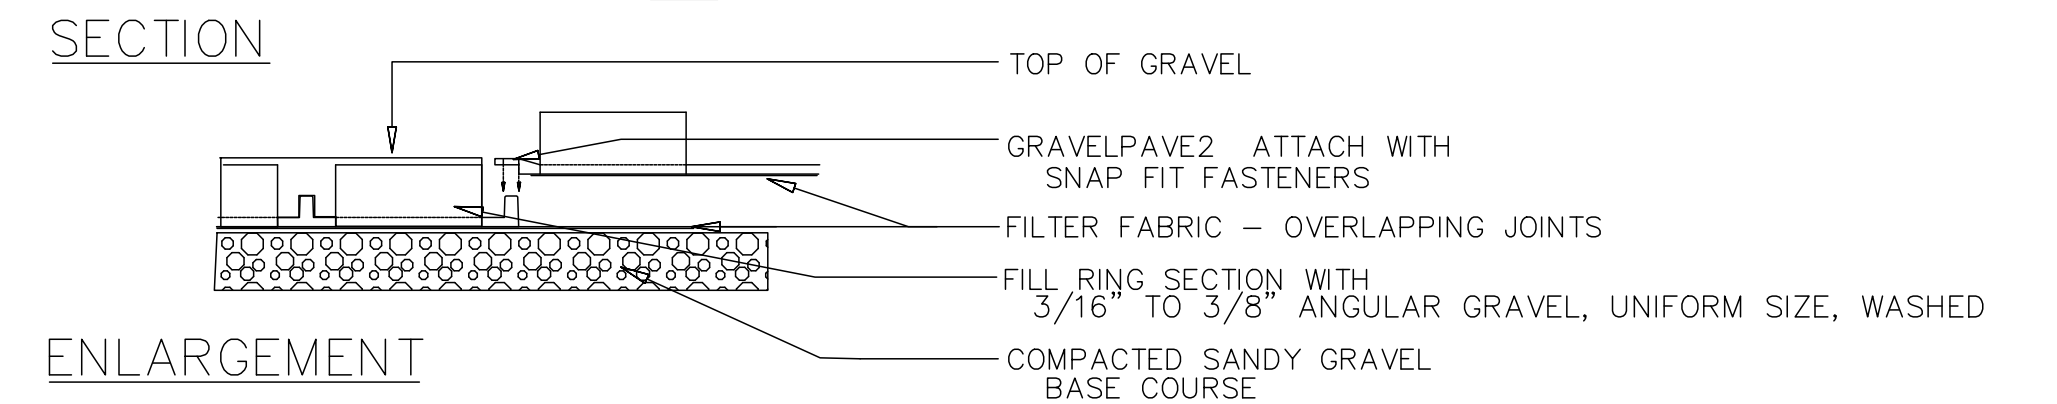 SECTION
TOP OF GRAVEL
GRAVELPAVE2 ATTACH WITH
SNAP FIT FASTENERS
FILTER FABRIC – OVERLAPPING JOINTS
FILL RING SECTION WITH
3/16" TO 3/8" ANGULAR GRAVEL, UNIFORM SIZE, WASHED
COMPACTED SANDY GRAVEL
BASE COURSE
ENLARGEMENT